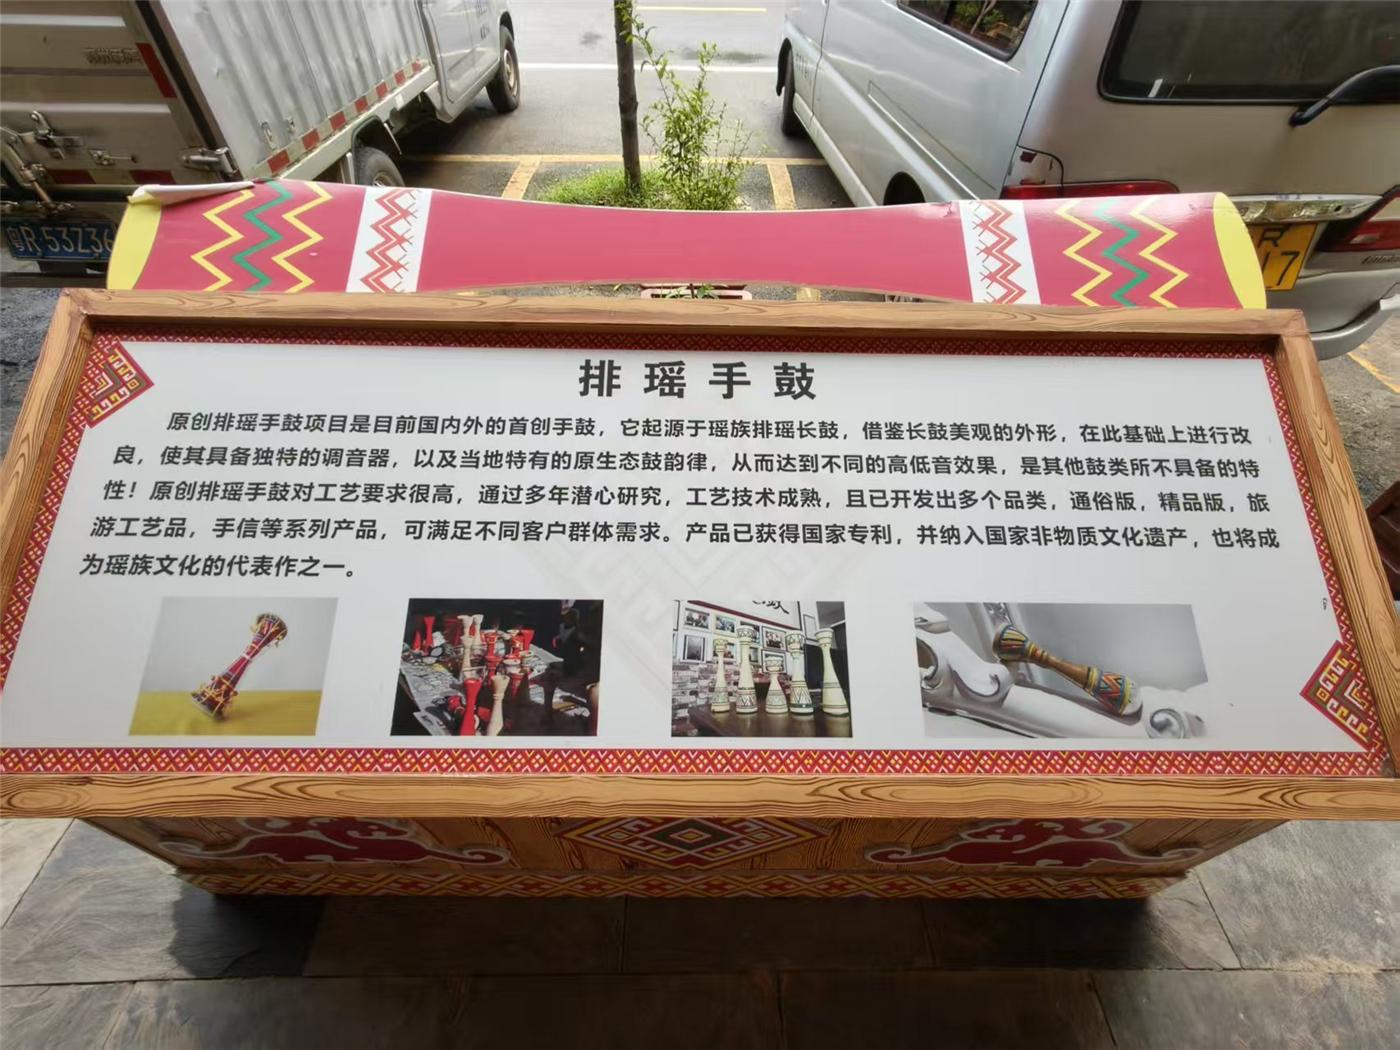 粤R·53Z36
R
排瑶手鼓
原创排瑶手鼓项目是目前国内外的首创手鼓，它起源于瑶族排瑶长鼓，借鉴长鼓美观的外形，在此基础上进行改
良，使其具备独特的调音器，以及当地特有的原生态鼓韵律，从而达到不同的高低音效果，是其他鼓类所不具备的特
性！原创排瑶手鼓对工艺要求很高，通过多年潜心研究，工艺技术成熟，且已开发出多个品类，通俗版，精品版，旅
游工艺品，手信等系列产品，可满足不同客户群体需求。产品已获得国家专利，并纳入国家非物质文化遗产，也将成
为瑶族文化的代表作之一。